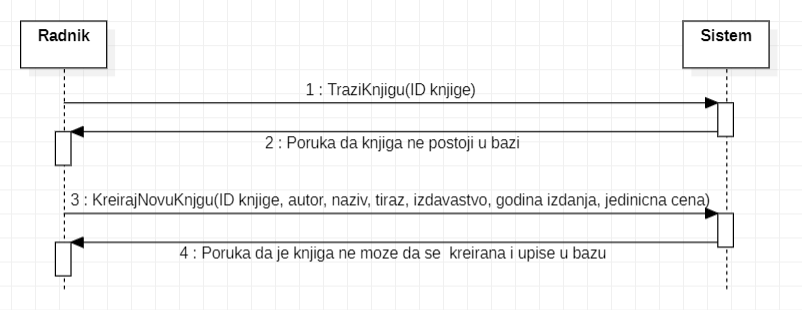 Radnik
Sistem
1 : TraziKnjigu(ID knjige)
2 : Poruka da knjiga ne postoji u bazi
3 : KreirajNovuKnjgu(ID knjige, autor, naziv, tiraz, izdavastvo, godina izdanja, jedinicna cena)
4 : Poruka da je knjiga ne moze da se  kreirana i upise u bazu